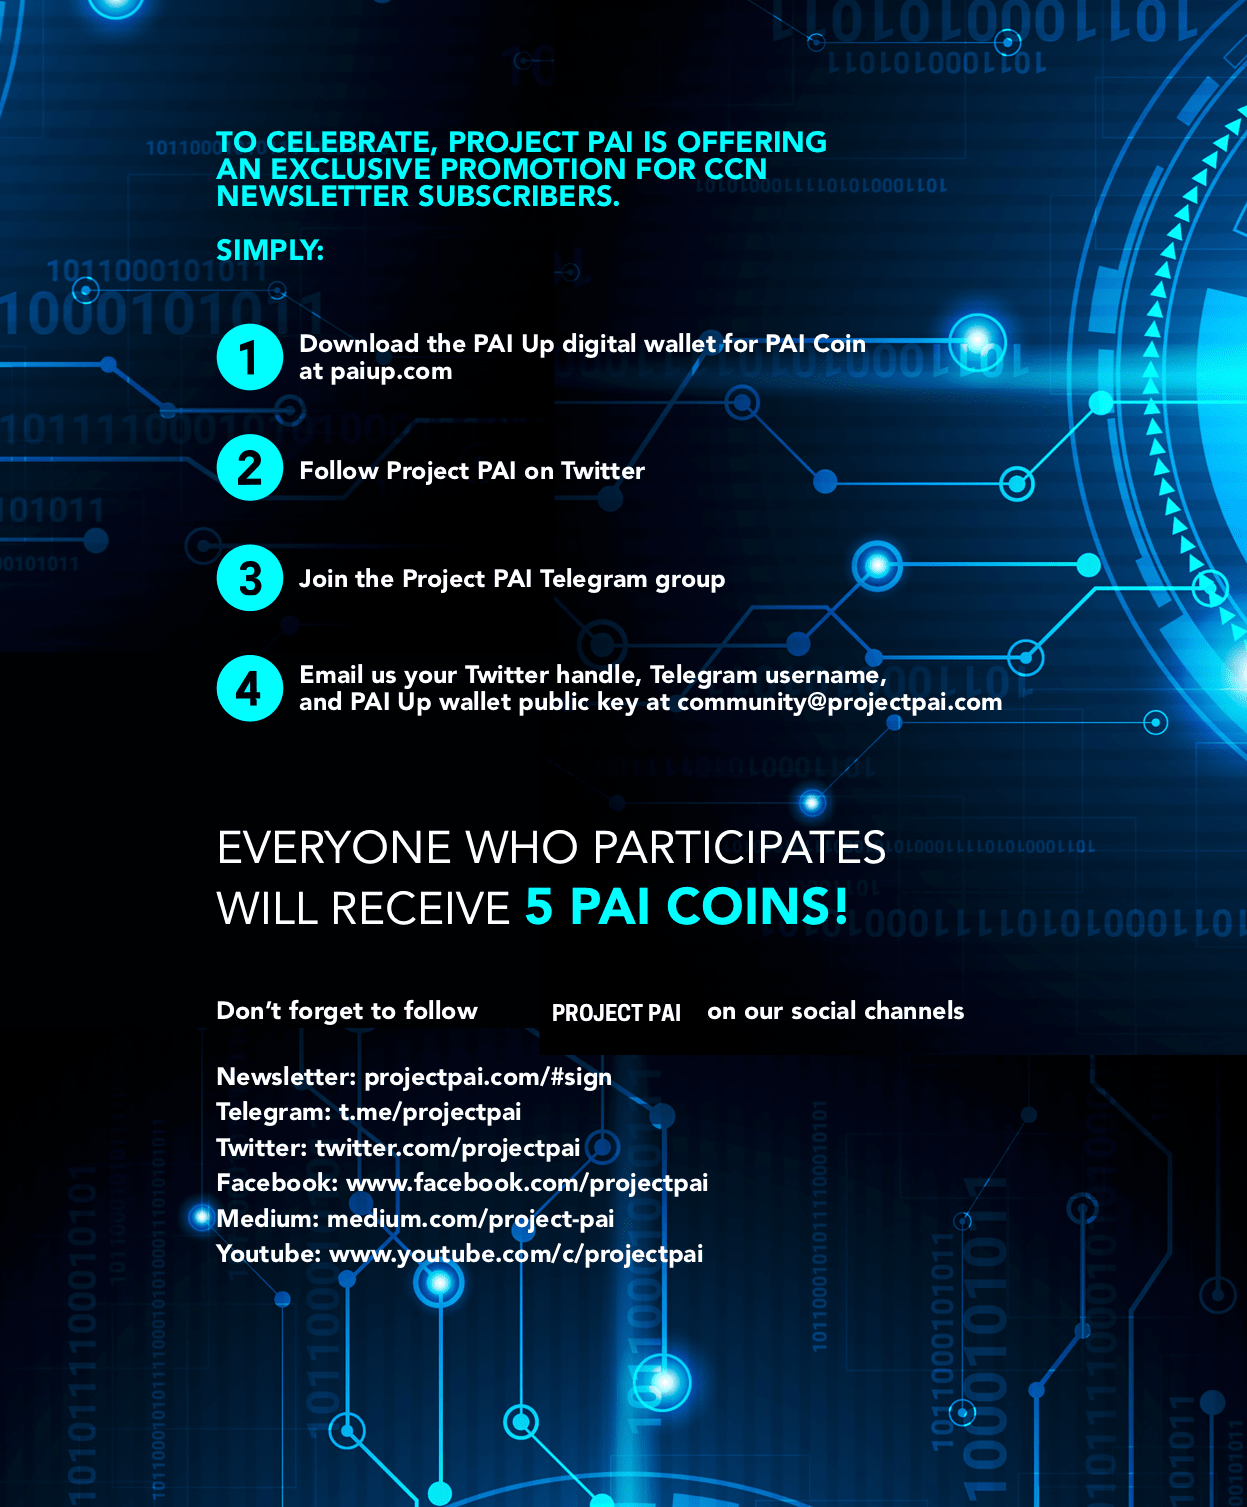 TO CELEBRATE, PROJECT PAI IS OFFERING
AN EXCLUSIVE PROMOTION FOR CCN
NEWSLETTER SUBSCRIBERS.
SIMPLY:
1 Download the PAI Up digital wallet for PAI Coin
at paiup.com
2 Follow Project PAI on Twitter
3 Join the Project PAI Telegram group
4 Email us your Twitter handle, Telegram username,
and PAI Up wallet public key at community@projectpai.com
EVERYONE WHO PARTICIPATES
WILL RECEIVE 5 PAI COINS!
Don’t forget to follow PROJECT PAI on our social channels
Newsletter: projectpai.com/#sign
Telegram: t.me/projectpai
Twitter: twitter.com/projectpai
Facebook: www.facebook.com/projectpai
Medium: medium.com/project-pai
Youtube: www.youtube.com/c/projectpai